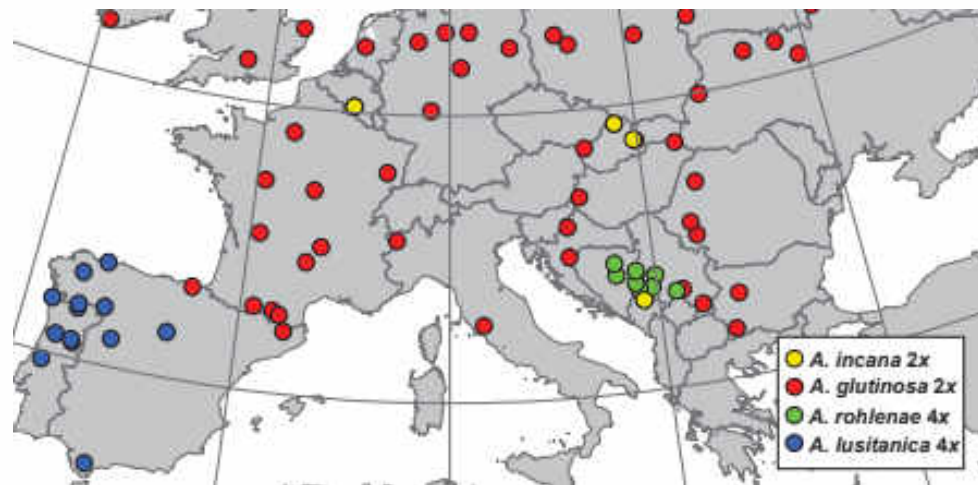 A. incana 2x
A. glutinosa 2x
A. rohlenae 4x
A. lusitanica 4x